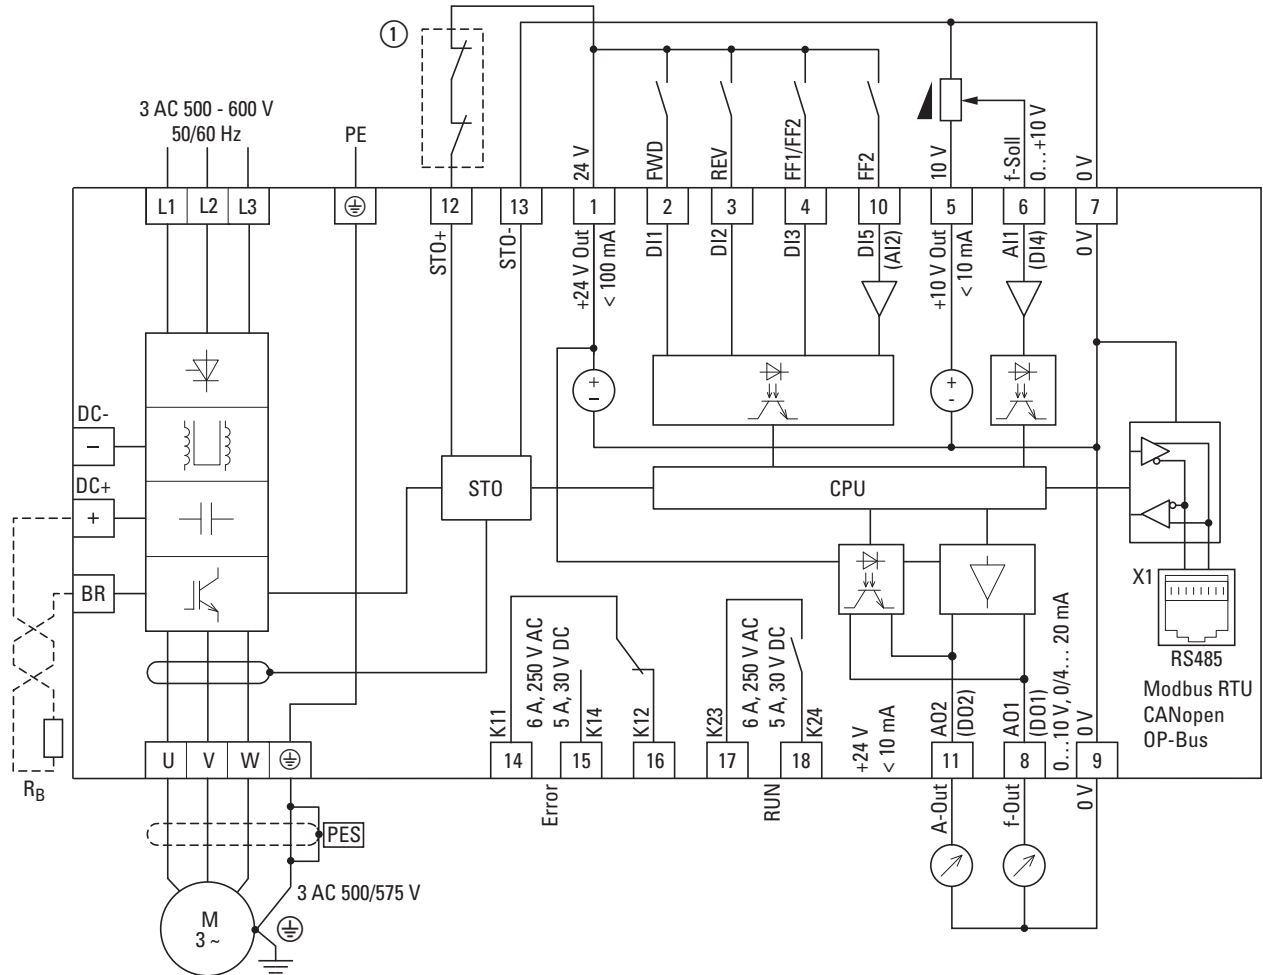 ①
3 AC 500 - 600 V
50/60 Hz
PE
24 V
FWD
REV
FF1/FF2
FF2
10 V
f-Soll
0…+10 V
0 V
L1 L2 L3
12 13 1 2 3 4 10 5 6 7
STO+
STO-
+24 V Out
< 100 mA
DI1
DI2
DI3
DI5
(AI2)
+10 V Out
< 10 mA
AI1
(DI4)
0 V
+
−
+
-
DC-
−
DC+
+
BR
STO
CPU
X1
RS485
Modbus RTU
CANopen
OP-Bus
K11
6 A, 250 V AC
5 A, 30 V DC
K14
K12
K23
6 A, 250 V AC
5 A, 30 V DC
K24
+24 V
< 10 mA
AO2
(DO2)
AO1
(DO1)
0…10 V, 0/4… 20 mA
0 V
RB
U V W
14 15 16 17 18 11 8 9
Error
RUN
A-Out
f-Out
0 V
PES
3 AC 500/575 V
M
3 ~